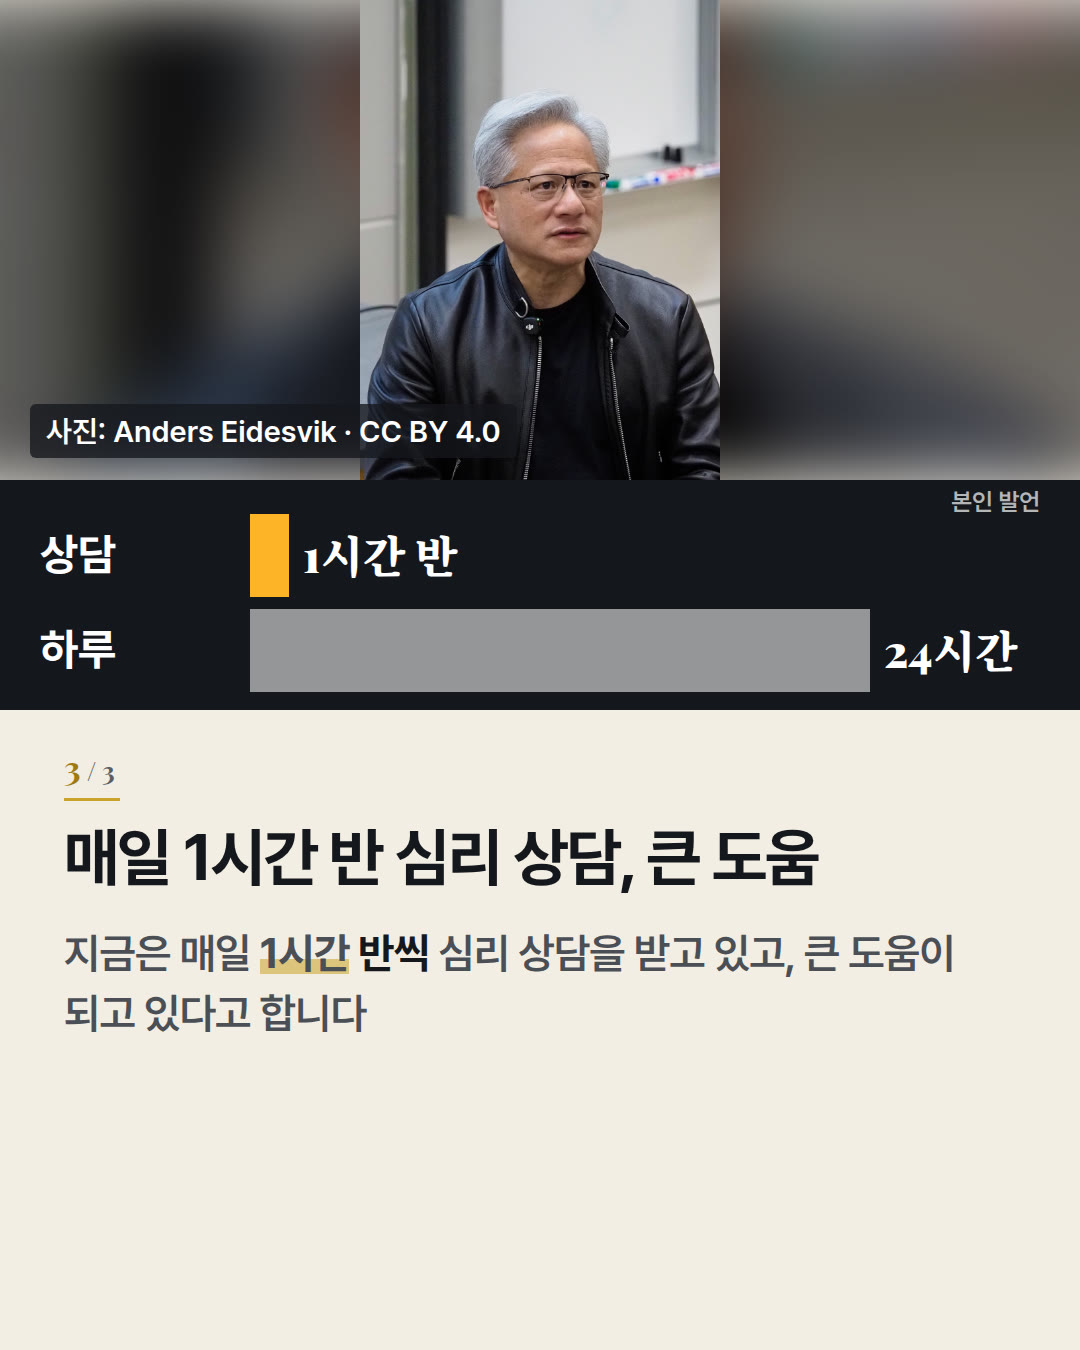 사진: Anders Eidesvik · CC BY 4.0
본인 발언
상담 1시간 반
하루 24시간
3 / 3
매일 1시간 반 심리 상담, 큰 도움
지금은 매일 1시간 반씩 심리 상담을 받고 있고, 큰 도움이
되고 있다고 합니다